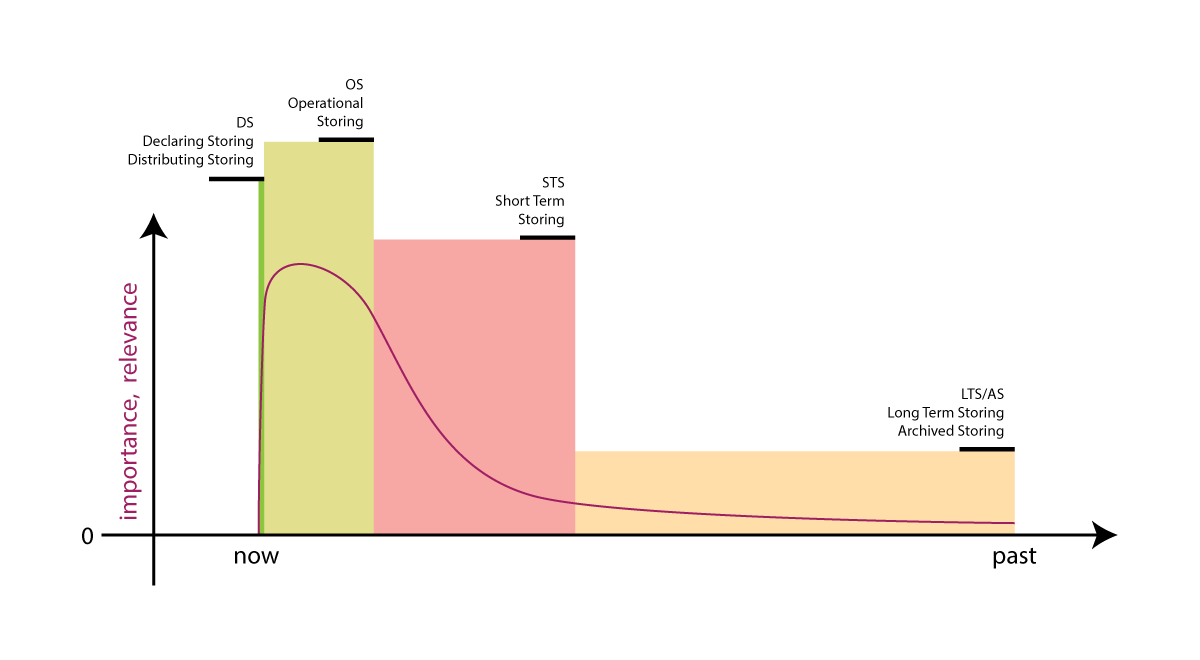 OS
Operational
Storing
DS
Declaring Storing
Distributing Storing
STS
Short Term
Storing
importance, relevance
LTS/AS
Long Term Storing
Archived Storing
0
now
past